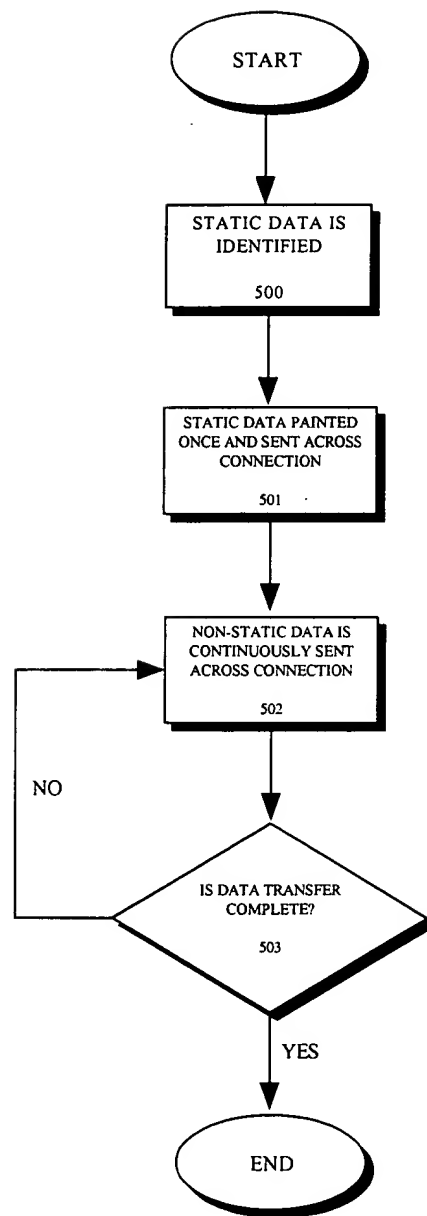 START
STATIC DATA IS
IDENTIFIED
500
STATIC DATA PAINTED
ONCE AND SENT ACROSS
CONNECTION
501
NON-STATIC DATA IS
CONTINUOUSLY SENT
ACROSS CONNECTION
502
NO
IS DATA TRANSFER
COMPLETE?
503
YES
END